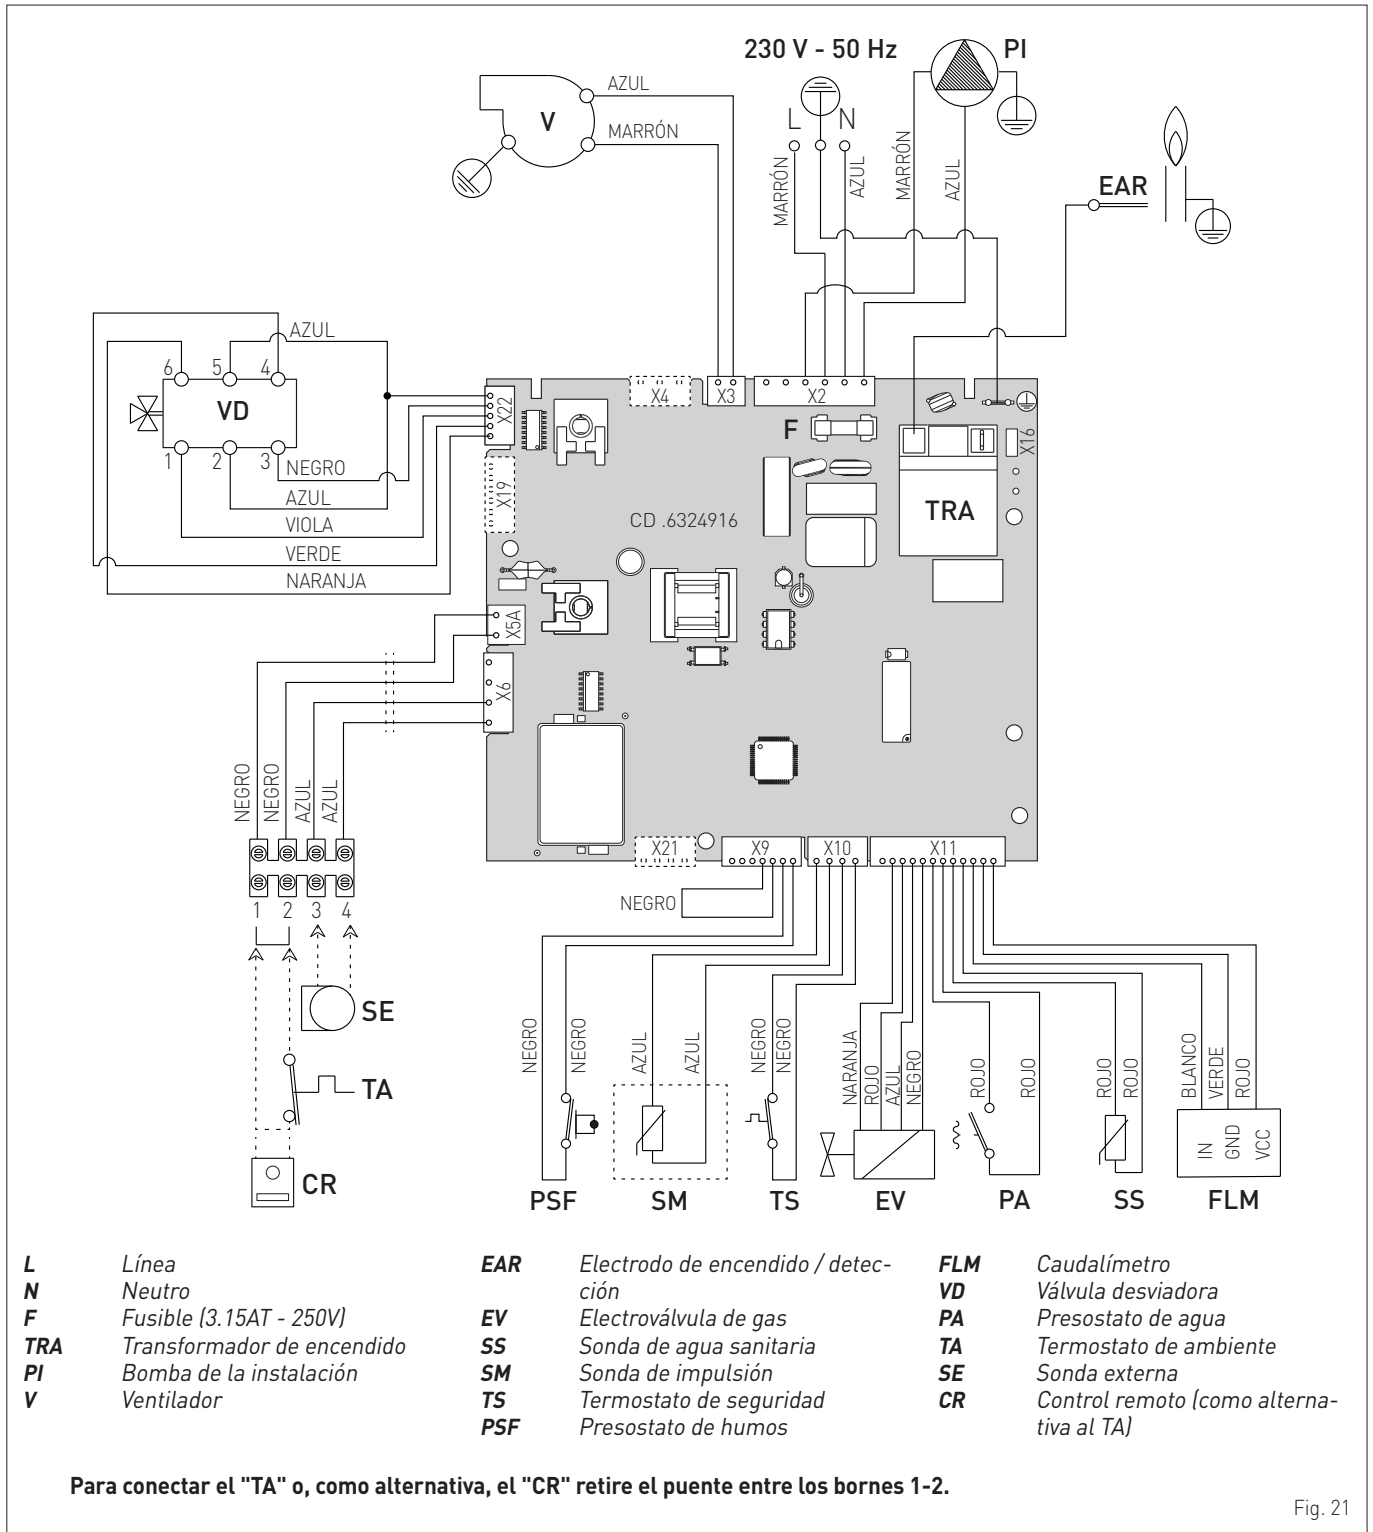 230 V - 50 Hz
PI
V
AZUL
MARRÓN
L
N
MARRÓN
AZUL
MARRÓN
AZUL
EAR
AZUL
6
5
4
VD
1
2
3
NEGRO
AZUL
VIOLA
VERDE
NARANJA
X22
X19
X4
X3
X2
F
X16
TRA
CD .6324916
X5A
X6
NEGRO
NEGRO
AZUL
AZUL
1
2
3
4
SE
TA
CR
X21
X9
X10
X11
NEGRO
NEGRO
NEGRO
AZUL
AZUL
NEGRO
NEGRO
NARANJA
ROJO
AZUL
NEGRO
ROJO
ROJO
ROJO
ROJO
BLANCO
VERDE
ROJO
IN
GND
VCC
PSF
SM
TS
EV
PA
SS
FLM
L Línea
N Neutro
F Fusible (3.15AT - 250V)
TRA Transformador de encendido
PI Bomba de la instalación
V Ventilador
EAR Electrodo de encendido / detec-
ción
EV Electroválvula de gas
SS Sonda de agua sanitaria
SM Sonda de impulsión
TS Termostato de seguridad
PSF Presostato de humos
FLM Caudalímetro
VD Válvula desviadora
PA Presostato de agua
TA Termostato de ambiente
SE Sonda externa
CR Control remoto (como alterna-
tiva al TA)
Para conectar el "TA" o, como alternativa, el "CR" retire el puente entre los bornes 1-2.
Fig. 21